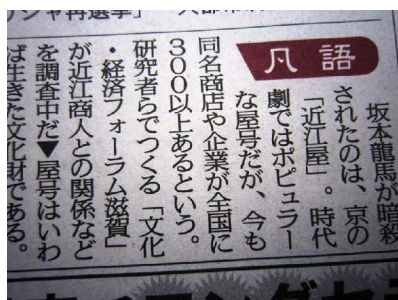 ジャ再選挙」
凡語
坂本龍馬が暗殺
されたのは、京の
「近江屋」。時代
劇ではポピュラー
な屋号だが、今も
同名商店や企業が全国に
３００以上あるという。
研究者らでつくる「文化
・経済フォーラム滋賀」
が近江商人との関係など
を調査中だ▼屋号はいわ
ば生きた文化財である。